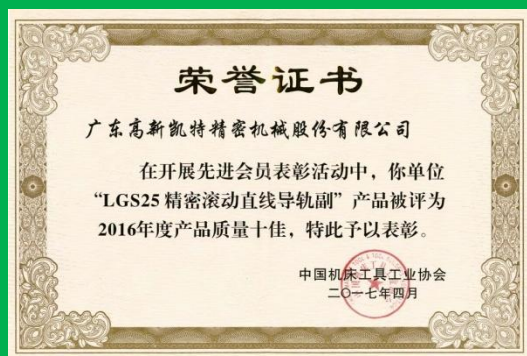 荣誉证书
广东高新凯特精密机械股份有限公司
在开展先进会员表彰活动中，你单位
“LGS25 精密滚动直线导轨副”产品被评为
2016年度产品质量十佳，特此予以表彰。
中国机床工具工业协会
二〇一七年四月